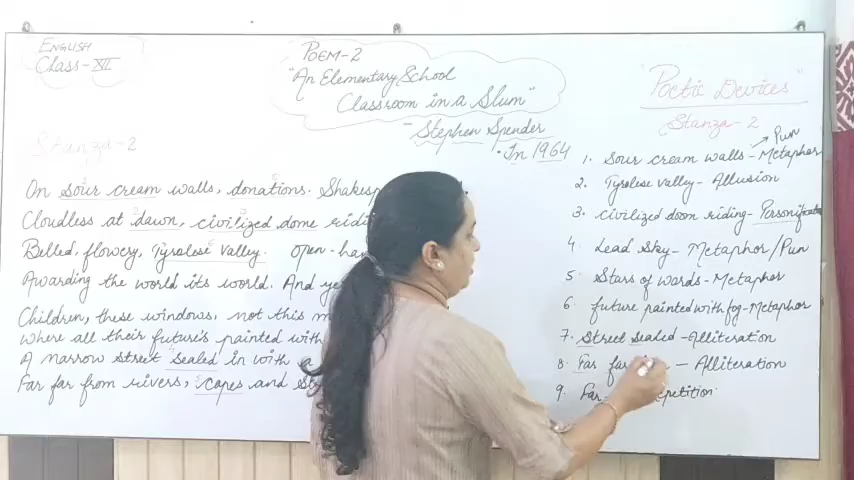 ENGLISH
Class-XII
POEM-2
"An Elementary School
Classroom in a Slum"
- Stephen Spender
• In 1964
Stanza-2
On sour cream walls, donations. Shakesp
Cloudless at dawn, civilized dome ridi
Belled, flowery, Tyrolese valley. open-han
Awarding the world its world. And ye
Children, these windows, not this
where all their future's painted with
A narrow street sealed in with a
Far far from rivers, capes and st
"Poetic Devices"
Stanza-2
Pun
1. Sour cream walls - Metaphor
2. Tyrolese valley - Allusion
3. civilized doom riding - Personificat
4. Lead Sky - Metaphor/Pun
5. Stars of words - Metaphor
6. future painted with fog - Metaphor
7. Street sealed - Alliteration
8. Far far — Alliteration
9. Far petition